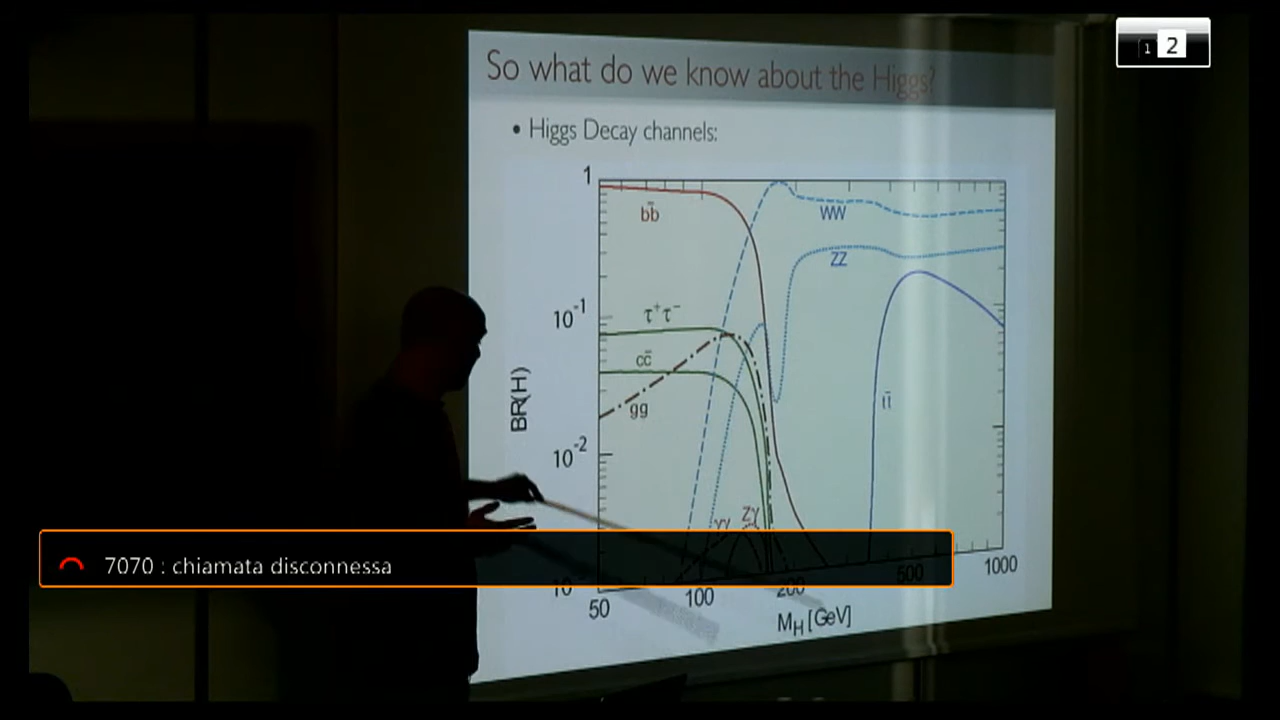 1 2
So what do we know about the Higgs?
• Higgs Decay channels:
1
bb̄
WW
ZZ
10⁻¹
τ⁺τ⁻
cc̄
gg
tt̄
BR(H)
10⁻²
γγ
Zγ
7070 : chiamata disconnessa
10
50
100
200
500
1000
M_H [GeV]